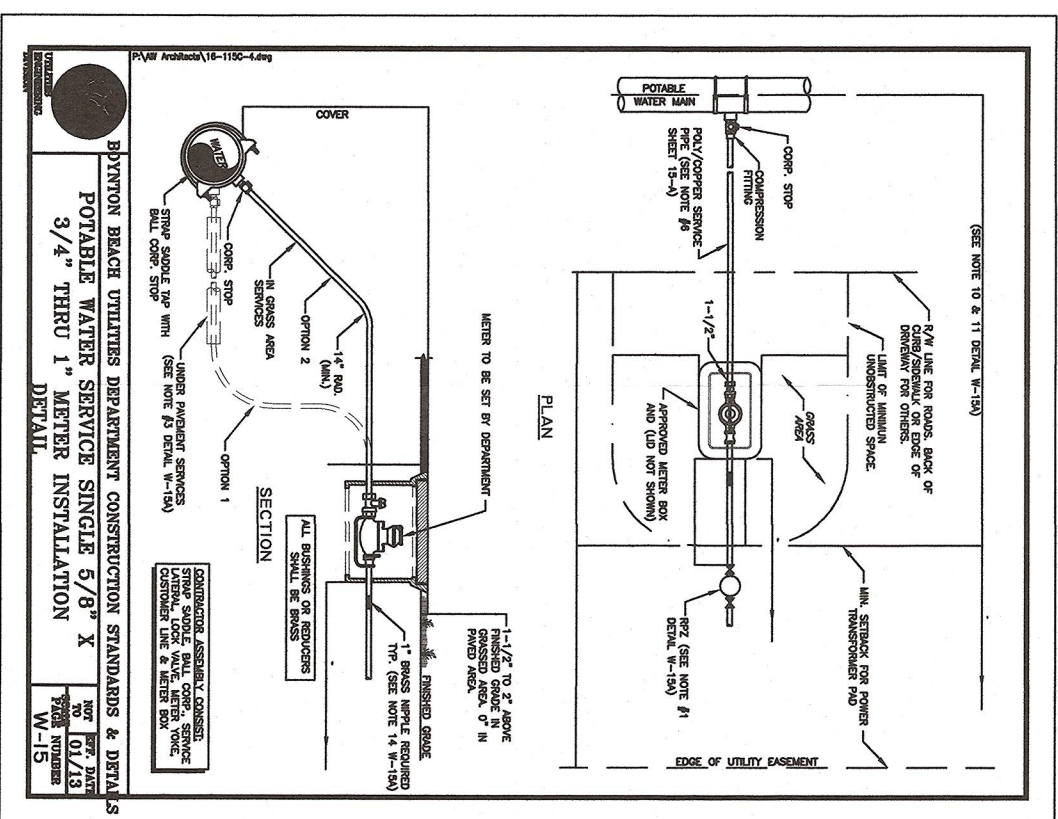 (SEE NOTE 10 & 11 DETAIL W-15A)
POTABLE
WATER MAIN
CORP. STOP
COMPRESSION
FITTING
POLY/COPPER SERVICE
PIPE (SEE NOTE #6
SHEET 15-A)
R/W LINE FOR ROADS. BACK OF
CURB/SIDEWALK OR EDGE OF
DRIVEWAY FOR OTHERS.
LIMIT OF MINIMUN
UNOBSTRUCTED SPACE.
GRASS
AREA
1-1/2"
APPROVED METER BOX
AND (LID NOT
SHOWN)
MIN. SETBACK FOR POWER
TRANSFORMER PAD
RPZ (SEE NOTE #1
DETAIL W-15A)
EDGE OF UTILITY EASEMENT
PLAN
COVER
WATER
METER TO BE SET BY DEPARTMENT
14" RAD.
(MIN.)
OPTION 2
IN GRASS AREA
SERVICES
CORP. STOP
STRAP SADDLE TAP WITH
BALL CORP. STOP
OPTION 1
UNDER PAVEMENT SERVICES
(SEE NOTE #3 DETAIL W-15A)
FINISHED GRADE
1-1/2" TO 2" ABOVE
FINISHED GRADE IN
GRASSED AREA. 0" IN
PAVED AREA.
1" BRASS NIPPLE REQUIRED
TYP. (SEE NOTE 14 W-15A)
SECTION
ALL BUSHINGS OR REDUCERS
SHALL BE BRASS
CONTRACTOR ASSEMBLY CONSIST:
STRAP SADDLE, BALL CORP., SERVICE
LATERAL, LOCK VALVE, METER YOKE,
CUSTOMER LINE & METER BOX
P:\AW Architects\16-115C-4.dwg
UTILITIES
ENGINEERING
DIVISION
BOYNTON BEACH UTILITIES DEPARTMENT CONSTRUCTION STANDARDS & DETAILS
POTABLE WATER SERVICE SINGLE 5/8" X
3/4" THRU 1" METER INSTALLATION
DETAIL
NOT
TO
EFF. DATE
01/13
PAGE NUMBER
W-15